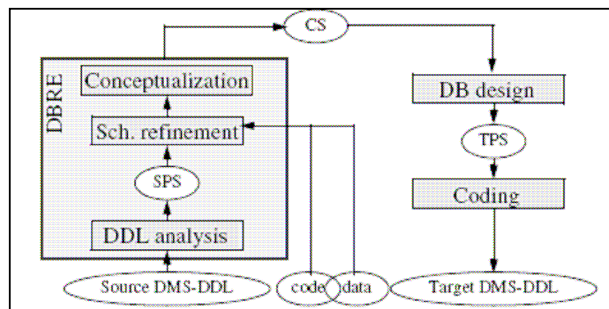 CS
Conceptualization
DB design
DBRE
Sch. refinement
TPS
SPS
Coding
DDL analysis
Source DMS-DDL
code
data
Target DMS-DDL